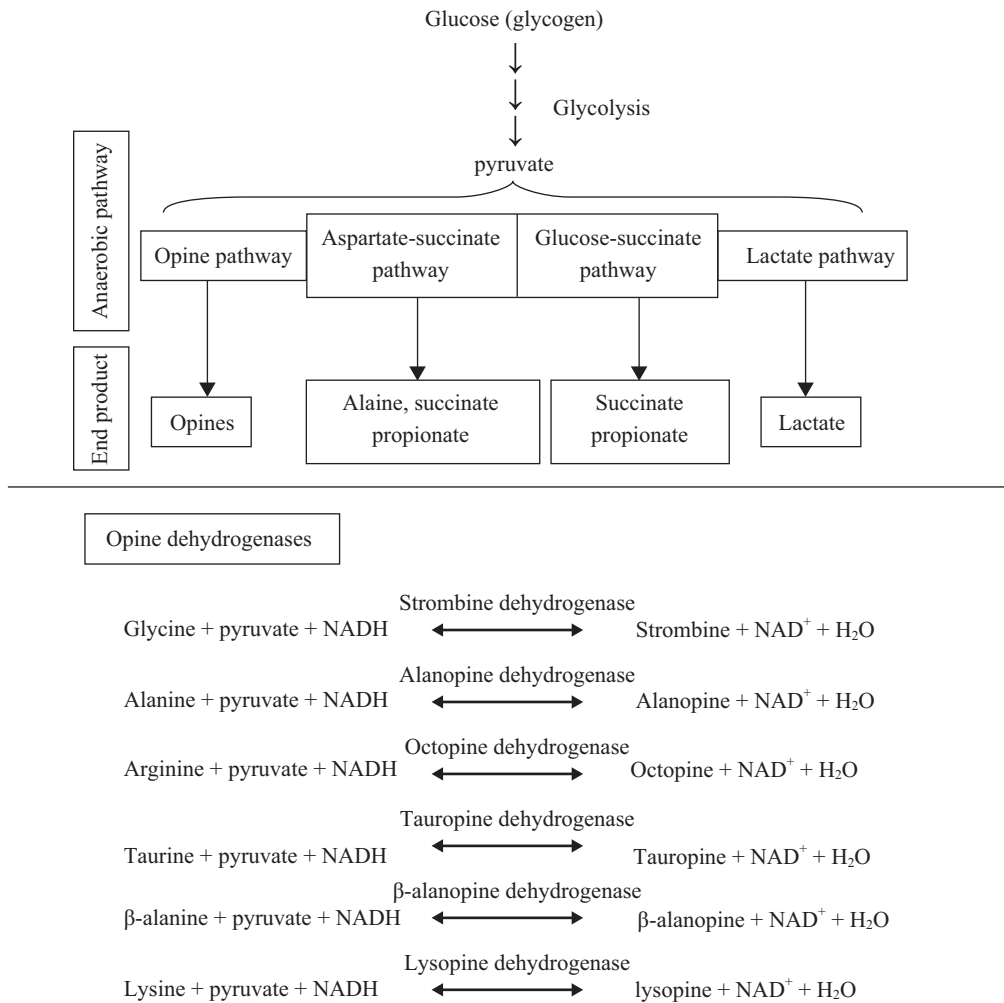 Glucose (glycogen)
Glycolysis
pyruvate
Anaerobic pathway
Opine pathway
Aspartate-succinate
pathway
Glucose-succinate
pathway
Lactate pathway
End product
Opines
Alaine, succinate
propionate
Succinate
propionate
Lactate
Opine dehydrogenases
Strombine dehydrogenase
Glycine + pyruvate + NADH
Strombine + NAD⁺ + H₂O
Alanopine dehydrogenase
Alanine + pyruvate + NADH
Alanopine + NAD⁺ + H₂O
Octopine dehydrogenase
Arginine + pyruvate + NADH
Octopine + NAD⁺ + H₂O
Tauropine dehydrogenase
Taurine + pyruvate + NADH
Tauropine + NAD⁺ + H₂O
β-alanopine dehydrogenase
β-alanine + pyruvate + NADH
β-alanopine + NAD⁺ + H₂O
Lysopine dehydrogenase
Lysine + pyruvate + NADH
lysopine + NAD⁺ + H₂O